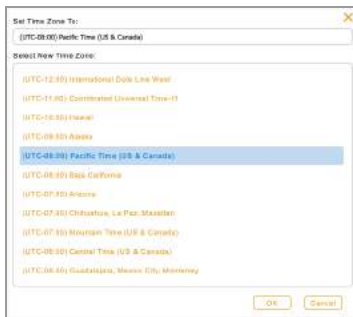 Set Time Zone To:
(UTC-08:00) Pacific Time (US & Canada)
Select New Time Zone:
(UTC-12:00) International Date Line West
(UTC-11:00) Coordinated Universal Time-11
(UTC-10:00) Hawaii
(UTC-09:00) Alaska
(UTC-08:00) Pacific Time (US & Canada)
(UTC-08:00) Baja California
(UTC-07:00) Arizona
(UTC-07:00) Chihuahua, La Paz, Mazatlan
(UTC-07:00) Mountain Time (US & Canada)
(UTC-06:00) Central Time (US & Canada)
(UTC-06:00) Guadalajara, Mexico City, Monterrey
OK Cancel